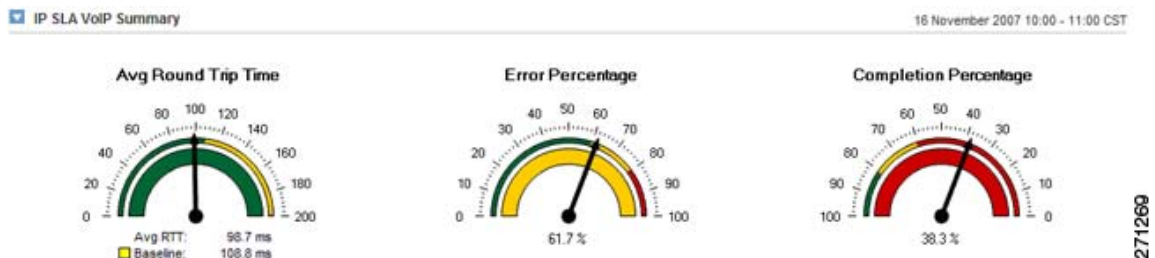 IP SLA VoIP Summary
16 November 2007 10:00 - 11:00 CST
Avg Round Trip Time
0 20 40 60 80 100 120 140 160 180 200
Avg RTT: 98.7 ms
Baseline: 108.8 ms
Error Percentage
0 10 20 30 40 50 60 70 80 90 100
61.7 %
Completion Percentage
100 90 80 70 60 50 40 30 20 10 0
38.3 %
271269